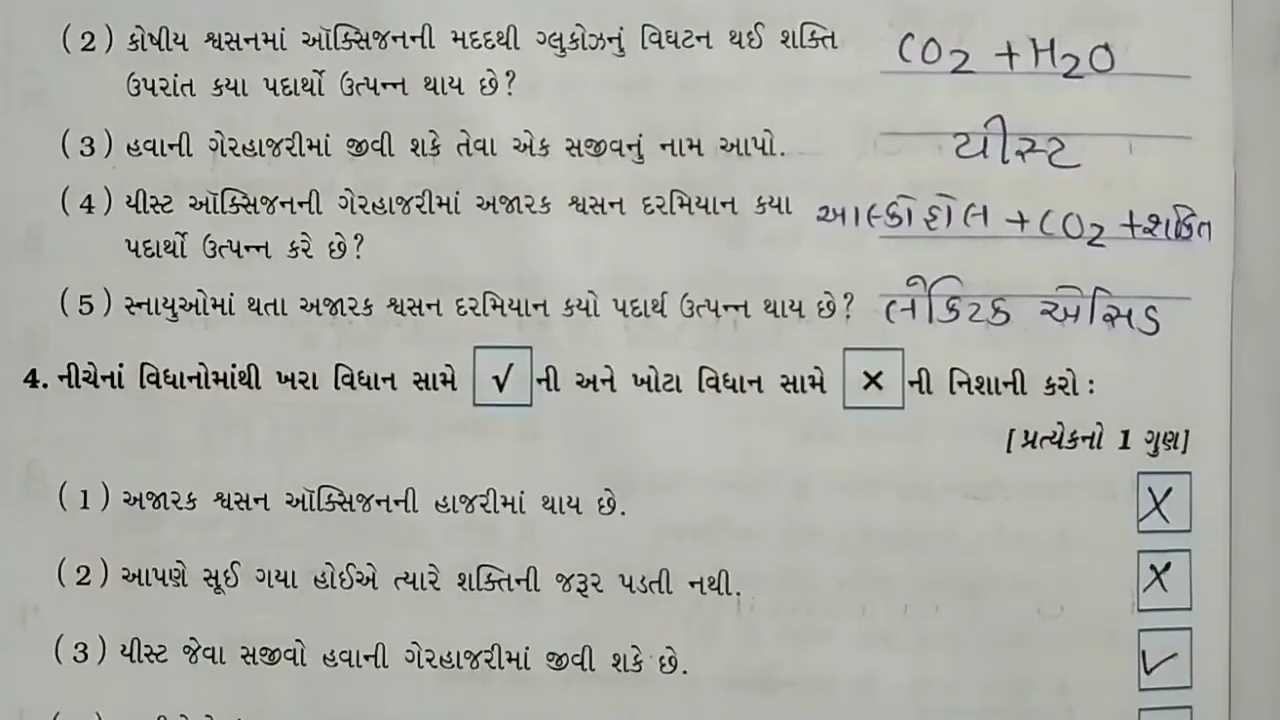 (2) કોષીય શ્વસનમાં ઑક્સિજનની મદદથી ગ્લુકોઝનું વિઘટન થઈ શક્તિ CO2 + H2O
ઉપરાંત કયા પદાર્થો ઉત્પન્ન થાય છે?
(3) હવાની ગેરહાજરીમાં જીવી શકે તેવા એક સજીવનું નામ આપો. યીસ્ટ
(4) યીસ્ટ ઑક્સિજનની ગેરહાજરીમાં અજારક શ્વસન દરમિયાન કયા આલ્કોહોલ + CO2 + શક્તિ
પદાર્થો ઉત્પન્ન કરે છે?
(5) સ્નાયુઓમાં થતા અજારક શ્વસન દરમિયાન કયો પદાર્થ ઉત્પન્ન થાય છે? લેક્ટિક એસિડ
4. નીચેનાં વિધાનોમાંથી ખરા વિધાન સામે √ ની અને ખોટા વિધાન સામે × ની નિશાની કરો :
[પ્રત્યેકનો 1 ગુણ]
(1) અજારક શ્વસન ઑક્સિજનની હાજરીમાં થાય છે. ×
(2) આપણે સૂઈ ગયા હોઈએ ત્યારે શક્તિની જરૂર પડતી નથી. ×
(3) યીસ્ટ જેવા સજીવો હવાની ગેરહાજરીમાં જીવી શકે છે. ✓